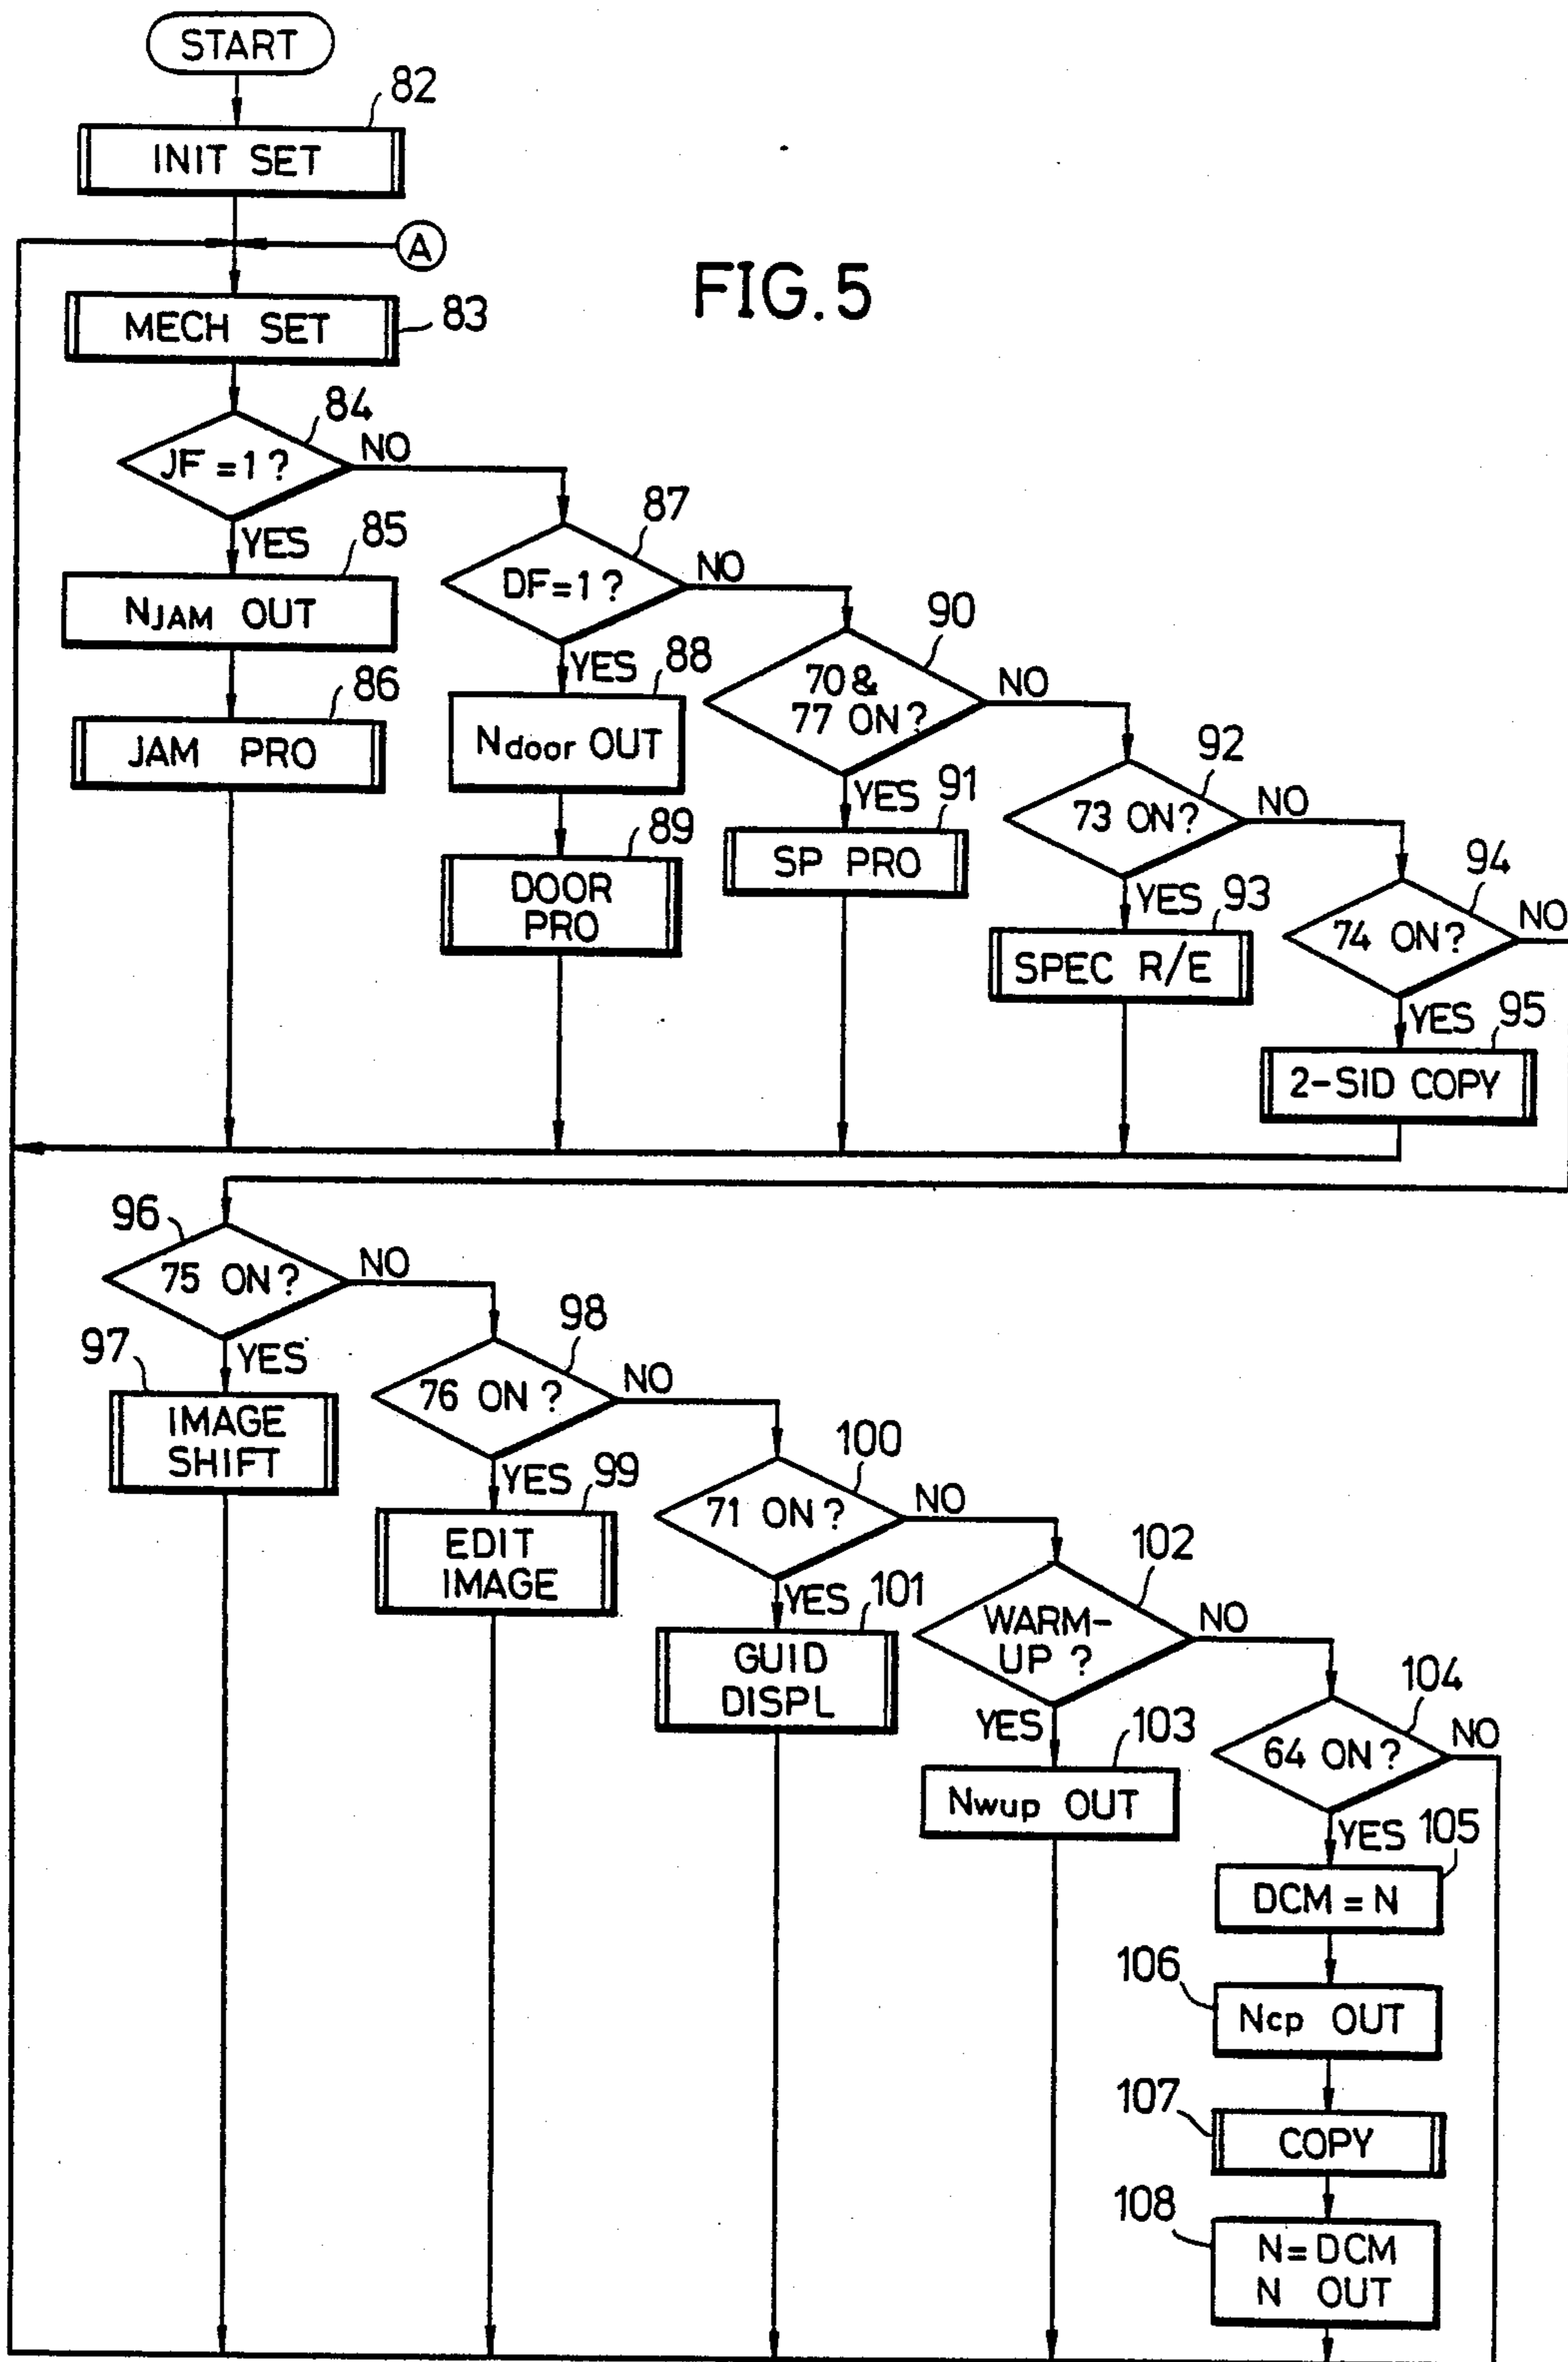 START
82
INIT SET
A
FIG. 5
MECH SET
83
84
JF = 1 ?
NO
YES
85
NJAM OUT
86
JAM PRO
87
DF=1 ?
NO
YES
88
Ndoor OUT
89
DOOR
PRO
90
70 &
77 ON ?
NO
YES
91
SP PRO
92
73 ON?
NO
YES
93
SPEC R/E
94
74 ON?
NO
YES
95
2-SID COPY
96
75 ON?
NO
YES
97
IMAGE
SHIFT
98
76 ON ?
NO
YES
99
EDIT
IMAGE
100
71 ON ?
NO
YES
101
GUID
DISPL
102
WARM-
UP ?
NO
YES
103
Nwup OUT
104
64 ON ?
NO
YES
105
DCM = N
106
Ncp OUT
107
COPY
108
N = DCM
N OUT